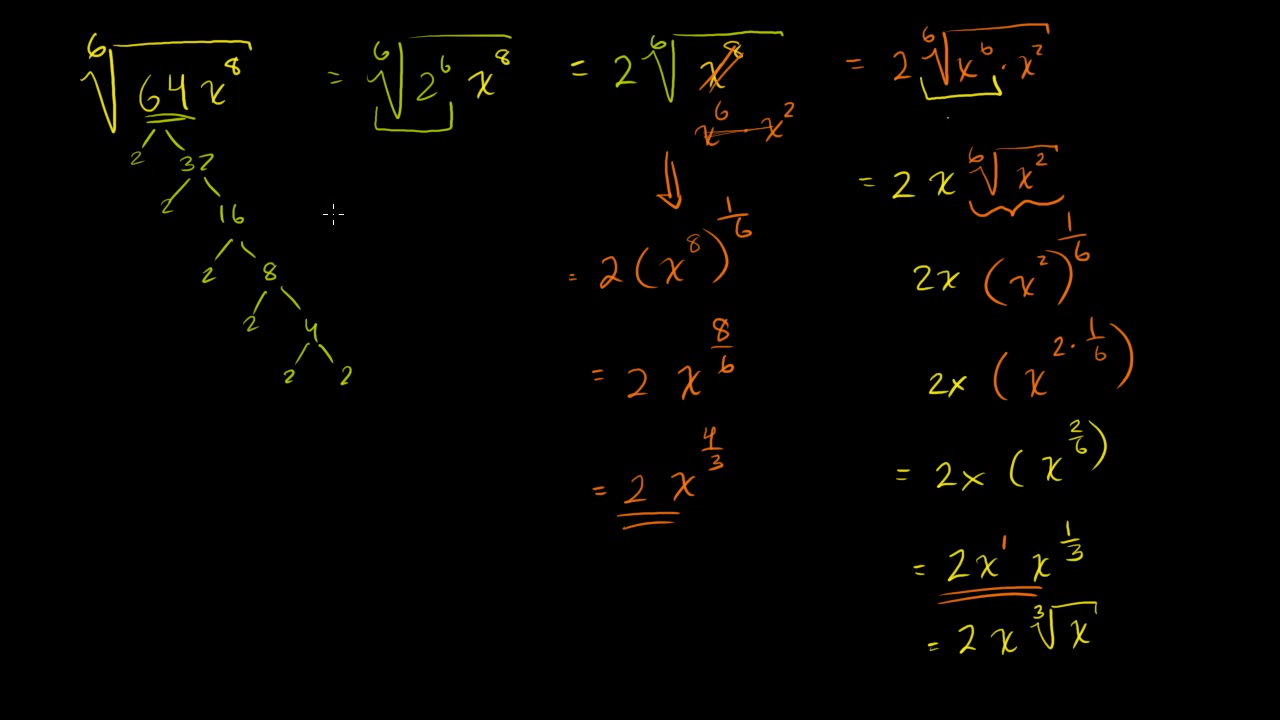 ⁶√(64x⁸) = ⁶√(2⁶x⁸) = 2 ⁶√(x⁸) = 2 ⁶√(x⁶ · x²)
x⁶ · x²
2 32
2 16
2 8
2 4
2 2
⇓
= 2(x⁸)^(1/6)
= 2 x^(8/6)
= 2 x^(4/3)
= 2 x ⁶√(x²)
2x (x²)^(1/6)
2x (x^(2 · 1/6))
= 2x (x^(2/6))
= 2x¹ x^(1/3)
= 2 x ³√x